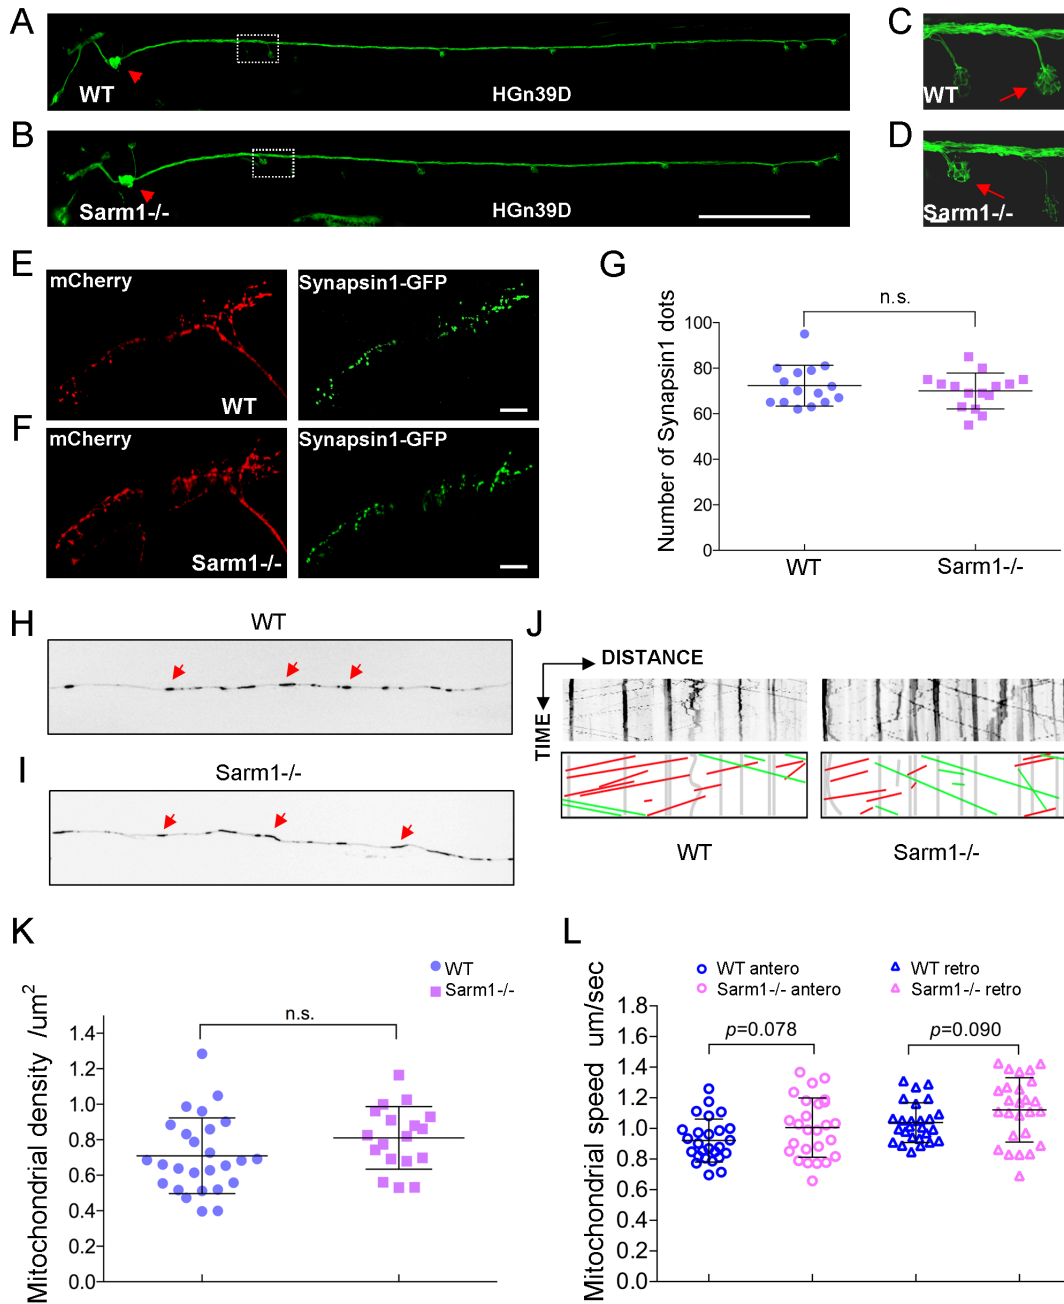 A
WT
HGn39D
C
WT
B
Sarm1-/-
HGn39D
D
Sarm1-/-
E
mCherry
Synapsin1-GFP
WT
F
mCherry
Synapsin1-GFP
Sarm1-/-
G
n.s.
Number of Synapsin1 dots
100
80
60
40
20
0
WT
Sarm1-/-
H
WT
I
Sarm1-/-
J
DISTANCE
TIME
WT
Sarm1-/-
K
WT
Sarm1-/-
n.s.
Mitochondrial density /um2
1.4
1.2
1.0
0.8
0.6
0.4
0.2
0.0
L
WT antero
WT retro
Sarm1-/- antero
Sarm1-/- retro
p=0.078
p=0.090
Mitochondrial speed um/sec
1.8
1.6
1.4
1.2
1.0
0.8
0.6
0.4
0.2
0.0